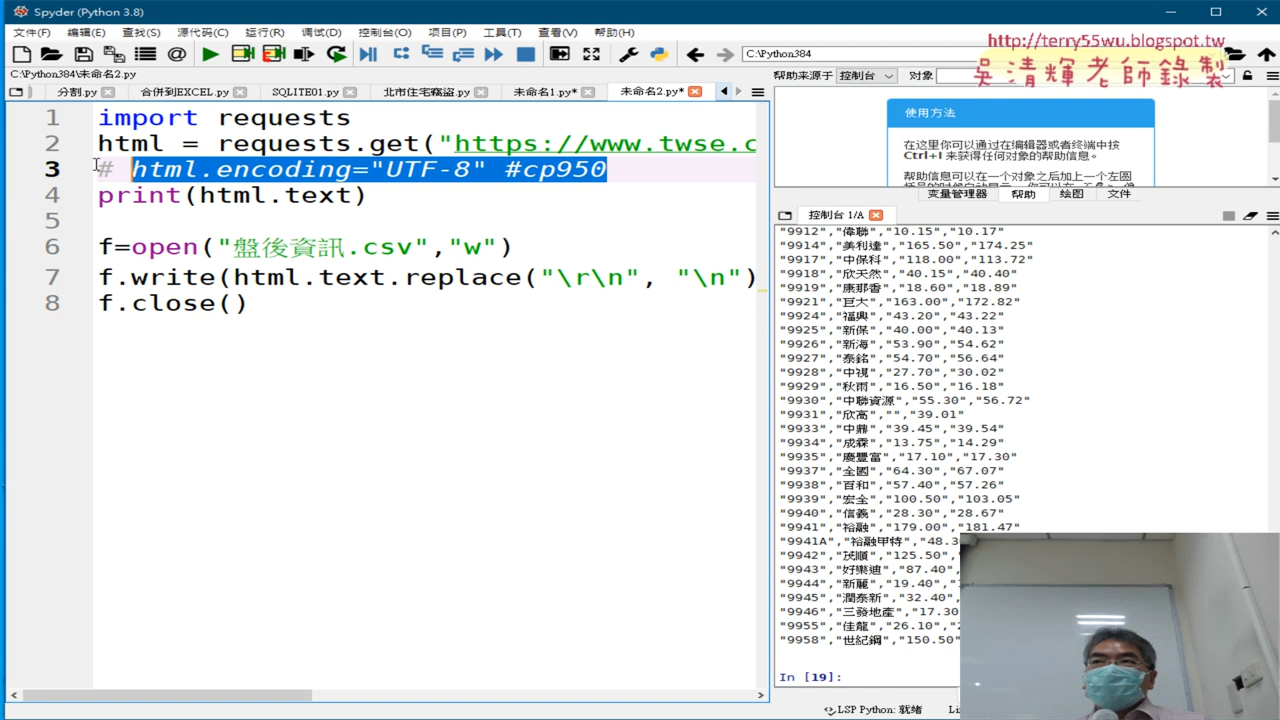 Spyder (Python 3.8)
文件(F) 编辑(E) 查找(S) 源代码(C) 运行(R) 调试(D) 控制台(O) 项目(P) 工具(T) 查看(V) 帮助(H)
http://terry55wu.blogspot.tw
吳清輝老師錄製
C:\Python384
C:\Python384\未命名2.py
分割.py 合併到EXCEL.py SQLITE01.py 北市住宅竊盜.py 未命名1.py* 未命名2.py*
1 import requests
2 html = requests.get("https://www.twse.c
3 # html.encoding="UTF-8" #cp950
4 print(html.text)
5
6 f=open("盤後資訊.csv","w")
7 f.write(html.text.replace("\r\n", "\n")
8 f.close()
帮助来源于 控制台 对象
使用方法
在这里你可以通过在编辑器或者终端中按
Ctrl+I 来获得任何对象的帮助信息。
帮助信息可以在一个对象之后加上一个左圆
变量管理器 帮助 绘图 文件
控制台 1/A
"9912","偉聯","10.15","10.17"
"9914","美利達","165.50","174.25"
"9917","中保科","118.00","113.72"
"9918","欣天然","40.15","40.40"
"9919","康那香","18.60","18.89"
"9921","巨大","163.00","172.82"
"9924","福興","43.20","43.22"
"9925","新保","40.00","40.13"
"9926","新海","53.90","54.62"
"9927","泰銘","54.70","56.64"
"9928","中視","27.70","30.02"
"9929","秋雨","16.50","16.18"
"9930","中聯資源","55.30","56.72"
"9931","欣高","","39.01"
"9933","中鼎","39.45","39.54"
"9934","成霖","13.75","14.29"
"9935","慶豐富","17.10","17.30"
"9937","全國","64.30","67.07"
"9938","百和","57.40","57.26"
"9939","宏全","100.50","103.05"
"9940","信義","28.30","28.67"
"9941","裕融","179.00","181.47"
"9941A","裕融甲特","48.3
"9942","茂順","125.50",
"9943","好樂迪","87.40",
"9944","新麗","19.40",
"9945","潤泰新","32.40",
"9946","三發地產","17.30
"9955","佳龍","26.10",
"9958","世紀鋼","150.50"
In [19]:
LSP Python: 就绪